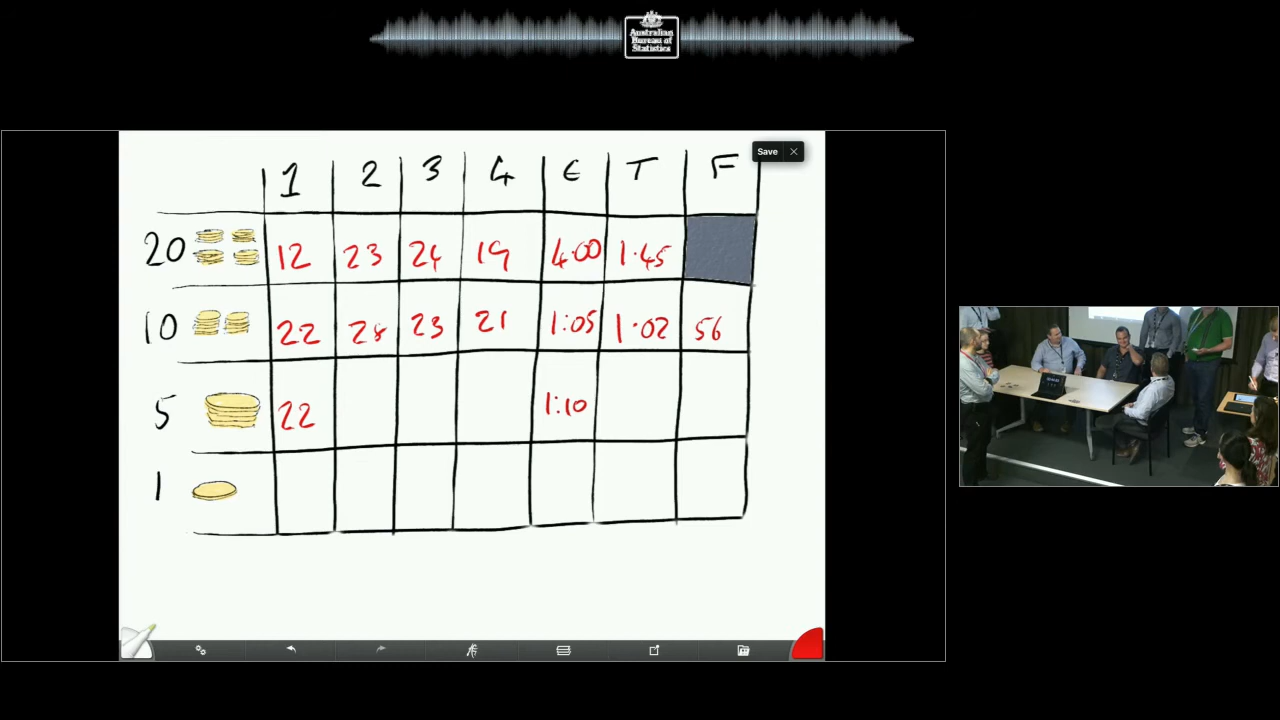 Australian
Bureau of
Statistics
Save
1 2 3 4 E T F
20 12 23 24 19 4:00 1:45
10 22 28 23 21 1:05 1:02 56
5 22 1:10
1